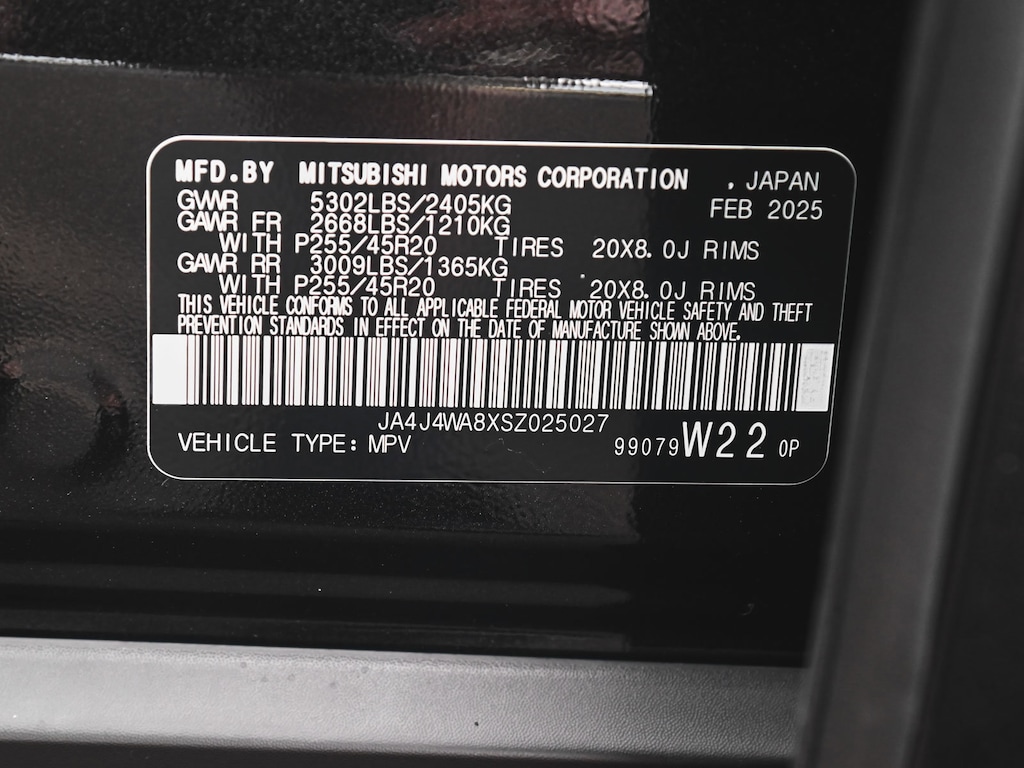 MFD.BY MITSUBISHI MOTORS CORPORATION , JAPAN
GVWR 5302LBS/2405KG FEB 2025
GAWR FR 2668LBS/1210KG
WITH P255/45R20 TIRES 20X8.0J RIMS
GAWR RR 3009LBS/1365KG
WITH P255/45R20 TIRES 20X8.0J RIMS
THIS VEHICLE CONFORMS TO ALL APPLICABLE FEDERAL MOTOR VEHICLE SAFETY AND THEFT
PREVENTION STANDARDS IN EFFECT ON THE DATE OF MANUFACTURE SHOWN ABOVE.
JA4J4WA8XSZ025027
VEHICLE TYPE: MPV 99079 W22 0P